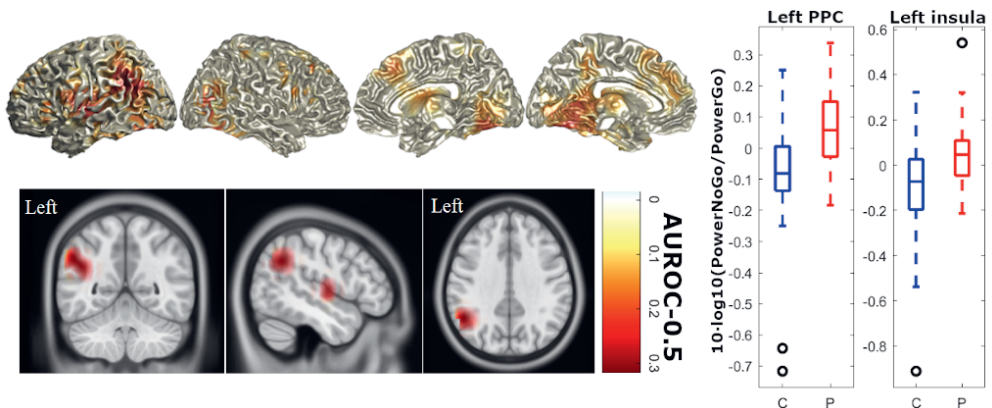 Left PPC
Left insula
0.3
0.2
0.1
0
-0.1
-0.2
-0.3
-0.4
-0.5
-0.6
-0.7
10·log10(PowerNoGo/PowerGo)
C
P
0.6
0.4
0.2
0
-0.2
-0.4
-0.6
-0.8
C
P
Left
Left
0
0.1
0.2
0.3
AUROC-0.5